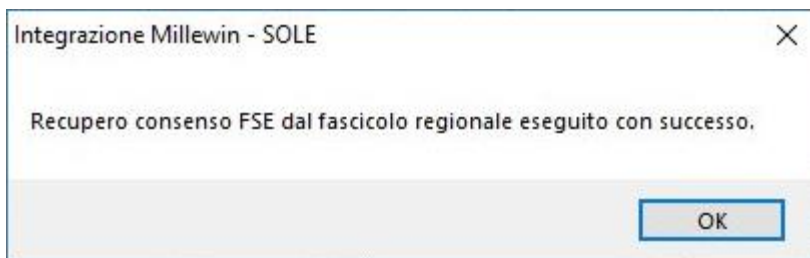 Integrazione Millewin - SOLE
Recupero consenso FSE dal fascicolo regionale eseguito con successo.
OK